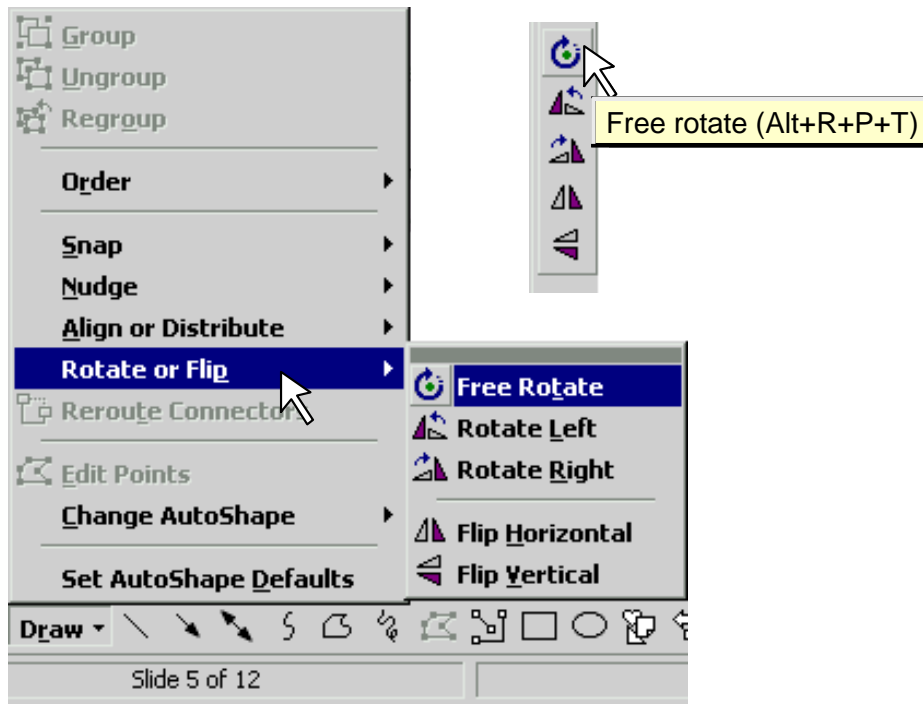 Group
Ungroup
Regroup
Order
Snap
Nudge
Align or Distribute
Rotate or Flip
Reroute Connectors
Edit Points
Change AutoShape
Set AutoShape Defaults
Free rotate (Alt+R+P+T)
Free Rotate
Rotate Left
Rotate Right
Flip Horizontal
Flip Vertical
Draw
Slide 5 of 12